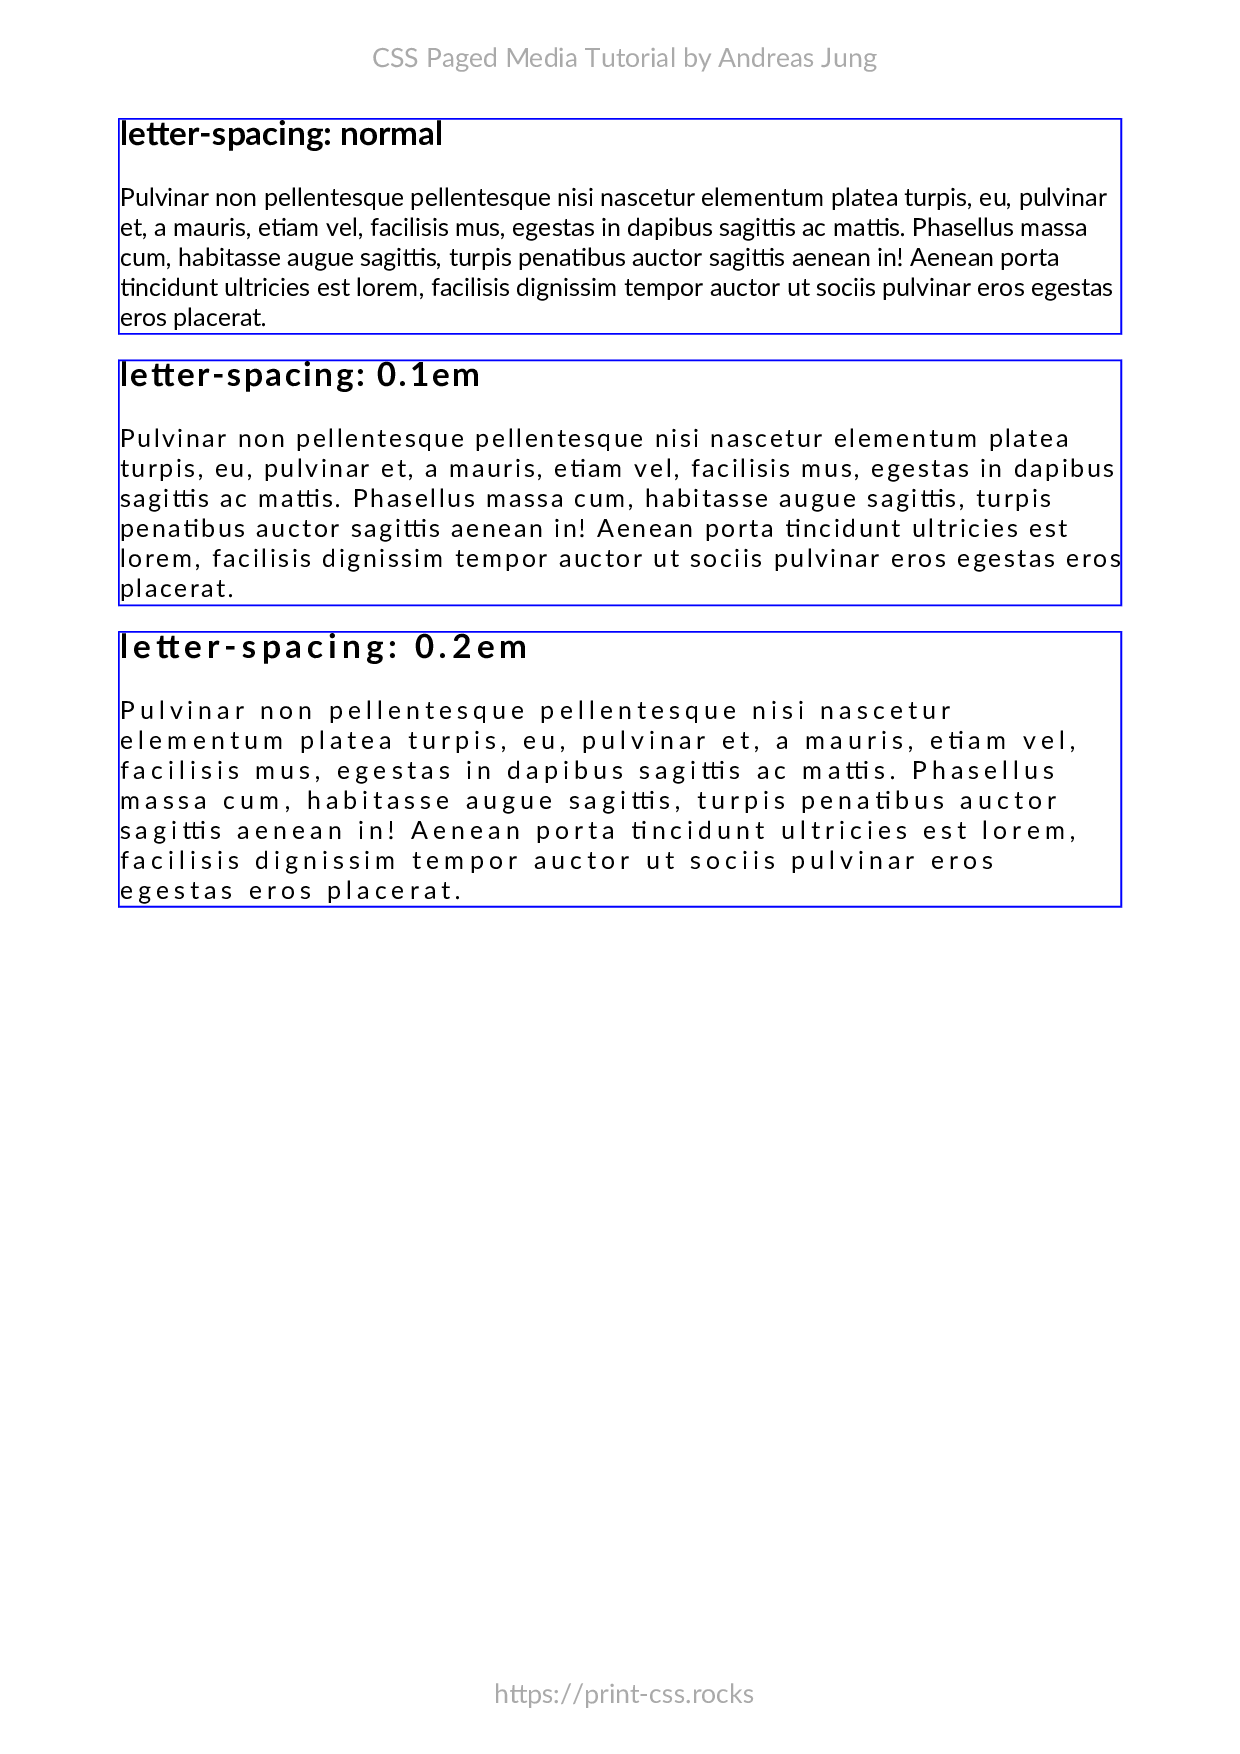 CSS Paged Media Tutorial by Andreas Jung
letter-spacing: normal
Pulvinar non pellentesque pellentesque nisi nascetur elementum platea turpis, eu, pulvinar
et, a mauris, etiam vel, facilisis mus, egestas in dapibus sagittis ac mattis. Phasellus massa
cum, habitasse augue sagittis, turpis penatibus auctor sagittis aenean in! Aenean porta
tincidunt ultricies est lorem, facilisis dignissim tempor auctor ut sociis pulvinar eros egestas
eros placerat.
letter-spacing: 0.1em
Pulvinar non pellentesque pellentesque nisi nascetur elementum platea
turpis, eu, pulvinar et, a mauris, etiam vel, facilisis mus, egestas in dapibus
sagittis ac mattis. Phasellus massa cum, habitasse augue sagittis, turpis
penatibus auctor sagittis aenean in! Aenean porta tincidunt ultricies est
lorem, facilisis dignissim tempor auctor ut sociis pulvinar eros egestas eros
placerat.
letter-spacing: 0.2em
Pulvinar non pellentesque pellentesque nisi nascetur
elementum platea turpis, eu, pulvinar et, a mauris, etiam vel,
facilisis mus, egestas in dapibus sagittis ac mattis. Phasellus
massa cum, habitasse augue sagittis, turpis penatibus auctor
sagittis aenean in! Aenean porta tincidunt ultricies est lorem,
facilisis dignissim tempor auctor ut sociis pulvinar eros
egestas eros placerat.
https://print-css.rocks